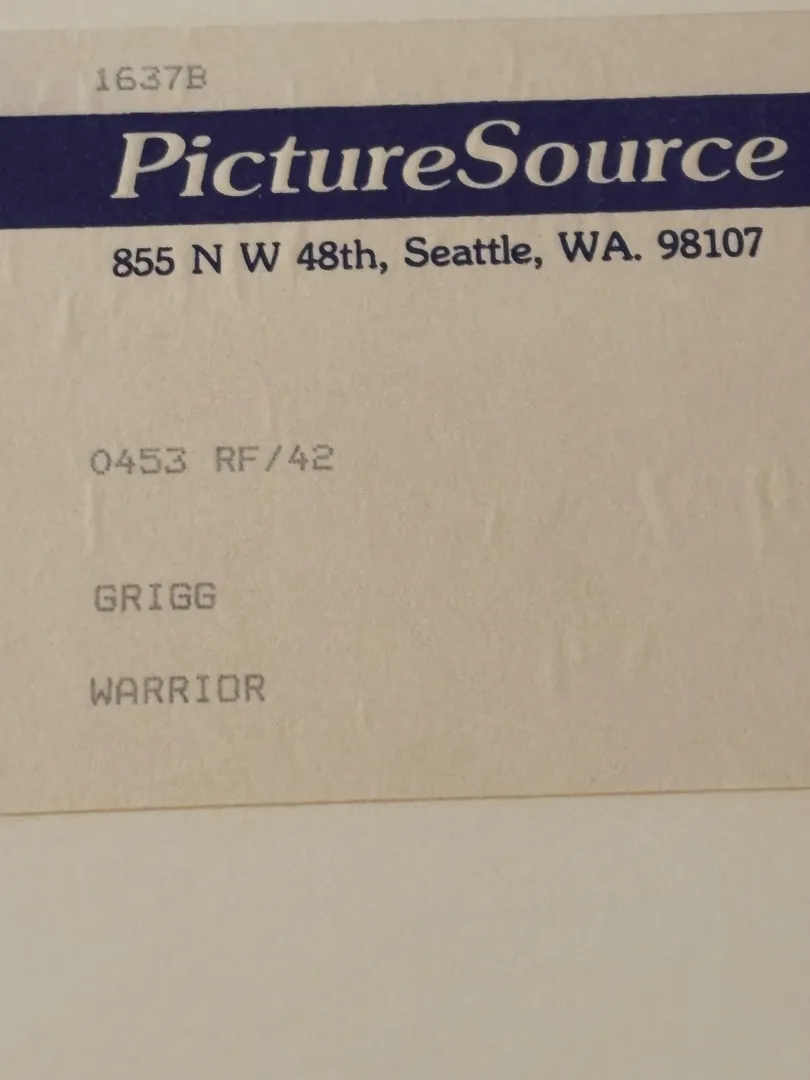 1637B
PictureSource
855 N W 48th, Seattle, WA. 98107
0453 RF/42
GRIGG
WARRIOR